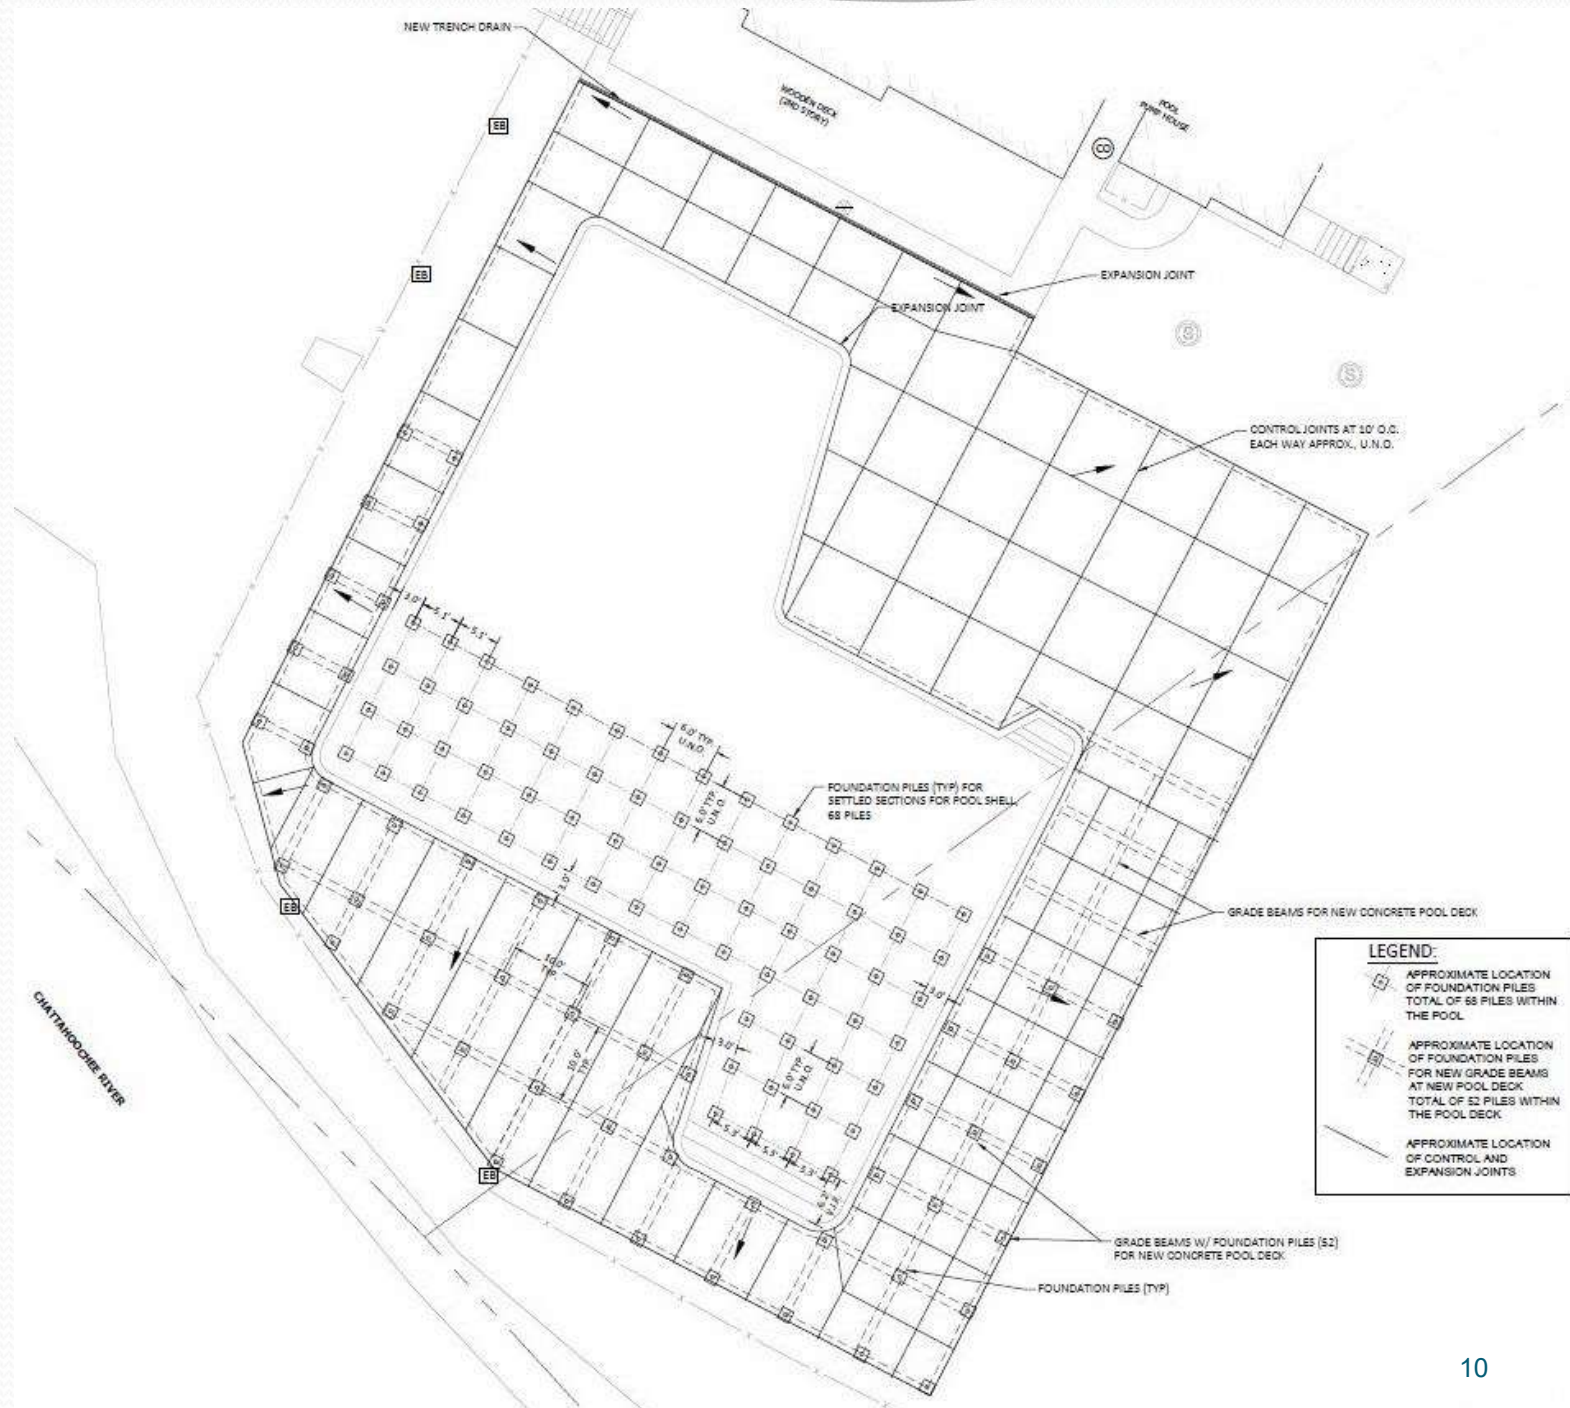 NEW TRENCH DRAIN
WOODEN DECK
(2ND STORY)
POOL
PUMP HOUSE
EB
CO
EB
EXPANSION JOINT
EXPANSION JOINT
S
S
CONTROL JOINTS AT 10' O.C.
EACH WAY APPROX., U.N.O.
3.0'
5.1'
5.1'
6.0' TYP.
U.N.O.
6.0' TYP.
U.N.O.
FOUNDATION PILES (TYP) FOR
SETTLED SECTIONS FOR POOL SHELL,
68 PILES
3.0'
EB
GRADE BEAMS FOR NEW CONCRETE POOL DECK
10.0'
TYP.
10.0'
TYP.
3.0'
3.0'
6.0' TYP.
U.N.O.
5.3'
5.3'
5.3'
CHATTAHOOCHEE RIVER
EB
LEGEND:
APPROXIMATE LOCATION
OF FOUNDATION PILES
TOTAL OF 68 PILES WITHIN
THE POOL
APPROXIMATE LOCATION
OF FOUNDATION PILES
FOR NEW GRADE BEAMS
AT NEW POOL DECK
TOTAL OF 52 PILES WITHIN
THE POOL DECK
APPROXIMATE LOCATION
OF CONTROL AND
EXPANSION JOINTS
GRADE BEAMS W/ FOUNDATION PILES (52)
FOR NEW CONCRETE POOL DECK
FOUNDATION PILES (TYP)
10